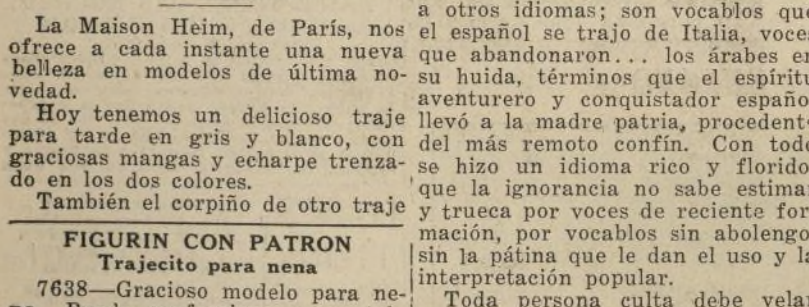 La Maison Heim, de París, nos
ofrece a cada instante una nueva
belleza en modelos de última no-
vedad.
Hoy tenemos un delicioso traje
para tarde en gris y blanco, con
graciosas mangas y echarpe trenza-
do en los dos colores.
También el corpiño de otro traje
FIGURIN CON PATRON
Trajecito para nena
7638—Gracioso modelo para ne-
a otros idiomas; son vocablos que
el español se trajo de Italia, voces
que abandonaron... los árabes en
su huida, términos que el espíritu
aventurero y conquistador español
llevó a la madre patria, procedent
del más remoto confín. Con todo
se hizo un idioma rico y florido
que la ignorancia no sabe estima
y trueca por voces de reciente for
mación, por vocablos sin abolengo
sin la pátina que le dan el uso y la
interpretación popular.
Toda persona culta debe vela